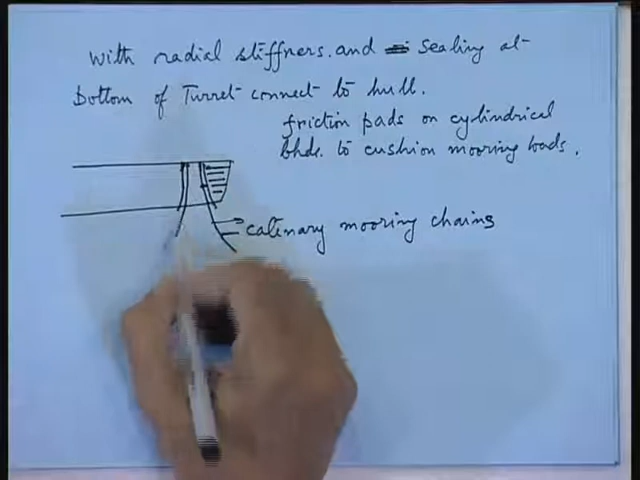 With radial stiffners. and sealing at
bottom of Turret connect to hull.
friction pads on cylindrical
bhds. to cushion mooring loads.
catenary mooring chains